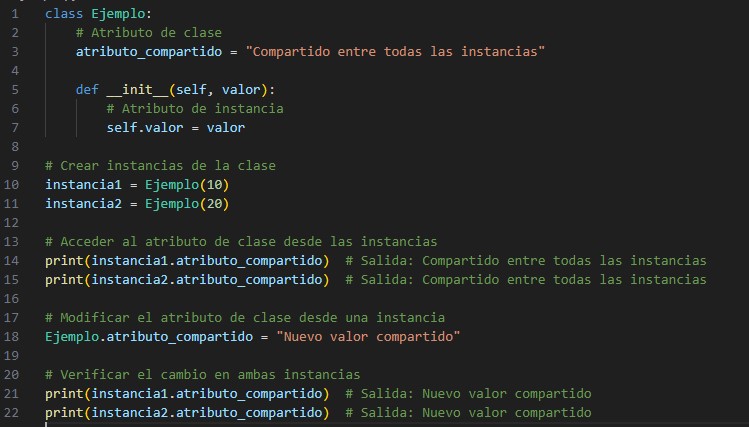 1 class Ejemplo:
2     # Atributo de clase
3     atributo_compartido = "Compartido entre todas las instancias"
4
5     def __init__(self, valor):
6         # Atributo de instancia
7         self.valor = valor
8
9 # Crear instancias de la clase
10 instancia1 = Ejemplo(10)
11 instancia2 = Ejemplo(20)
12
13 # Acceder al atributo de clase desde las instancias
14 print(instancia1.atributo_compartido)  # Salida: Compartido entre todas las instancias
15 print(instancia2.atributo_compartido)  # Salida: Compartido entre todas las instancias
16
17 # Modificar el atributo de clase desde una instancia
18 Ejemplo.atributo_compartido = "Nuevo valor compartido"
19
20 # Verificar el cambio en ambas instancias
21 print(instancia1.atributo_compartido)  # Salida: Nuevo valor compartido
22 print(instancia2.atributo_compartido)  # Salida: Nuevo valor compartido